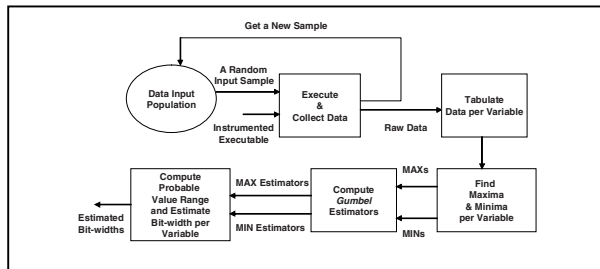 Get a New Sample
A Random
Input Sample
Data Input
Population
Execute
&
Collect Data
Tabulate
Data per Variable
Instrumented
Executable
Raw Data
Compute
Probable
Value Range
and Estimate
Bit-width per
Variable
MAX Estimators
Compute
Gumbel
Estimators
MAXs
Find
Maxima
& Minima
per Variable
Estimated
Bit-widths
MIN Estimators
MINs